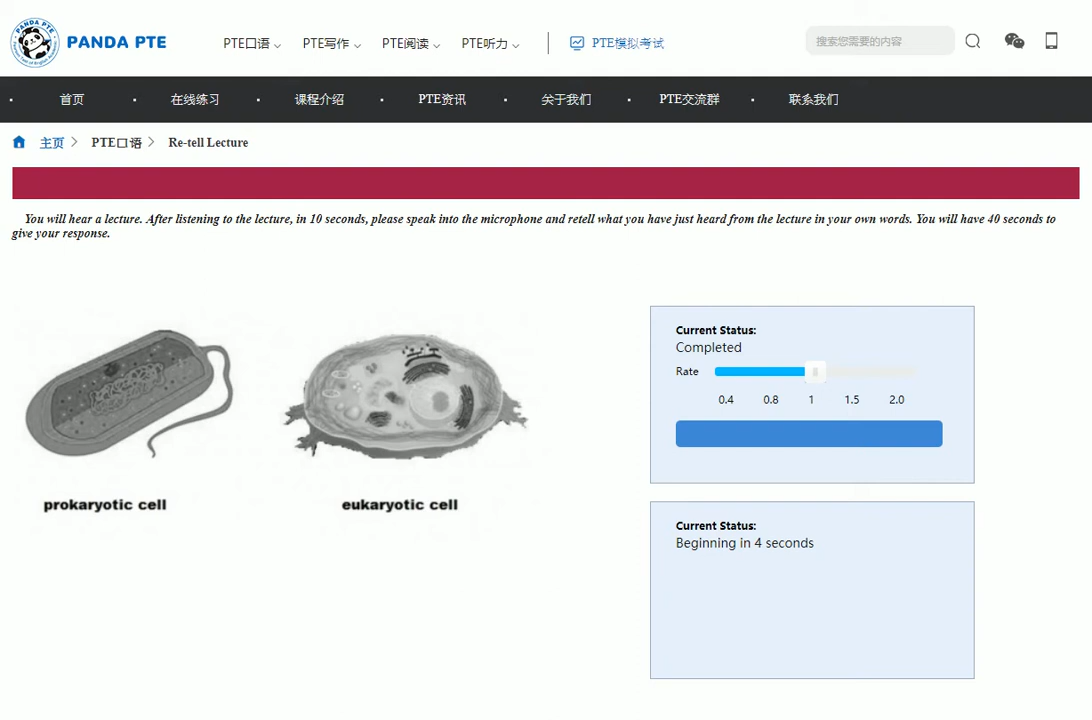 PANDA PTE
PANDA PTE
PTE口语
PTE写作
PTE阅读
PTE听力
PTE模拟考试
搜索您需要的内容
首页
在线练习
课程介绍
PTE资讯
关于我们
PTE交流群
联系我们
主页
PTE口语
Re-tell Lecture
You will hear a lecture. After listening to the lecture, in 10 seconds, please speak into the microphone and retell what you have just heard from the lecture in your own words. You will have 40 seconds to
give your response.
prokaryotic cell
eukaryotic cell
Current Status:
Completed
Rate
0.4 0.8 1 1.5 2.0
Current Status:
Beginning in 4 seconds